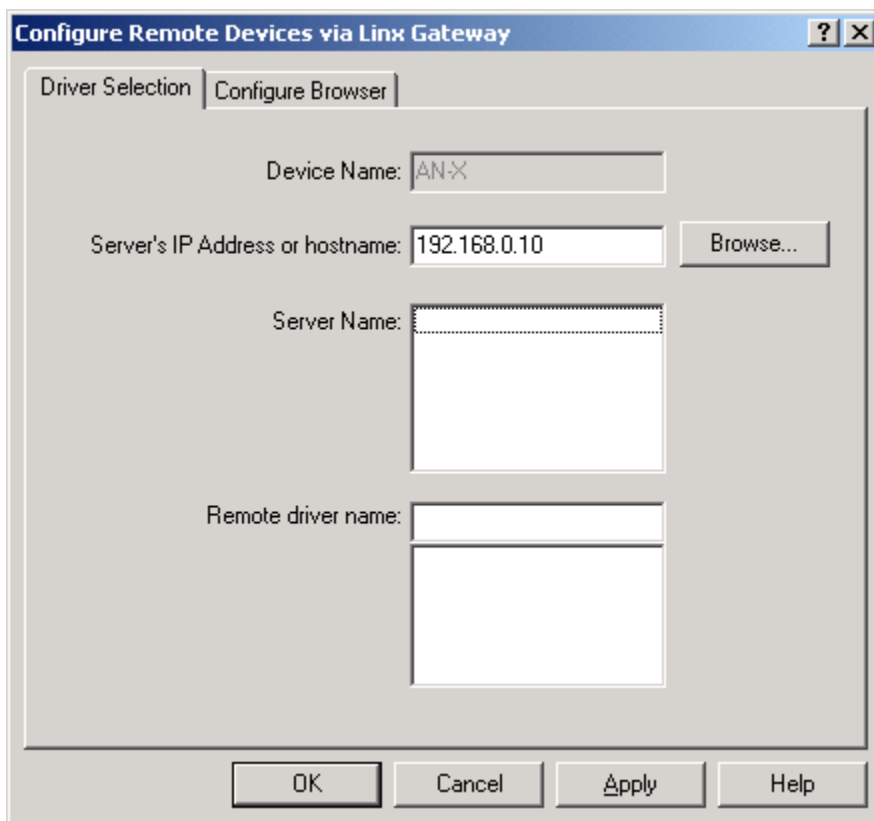 Configure Remote Devices via Linx Gateway
Driver Selection
Configure Browser
Device Name: AN-X
Server's IP Address or hostname: 192.168.0.10 Browse...
Server Name:
Remote driver name:
OK Cancel Apply Help